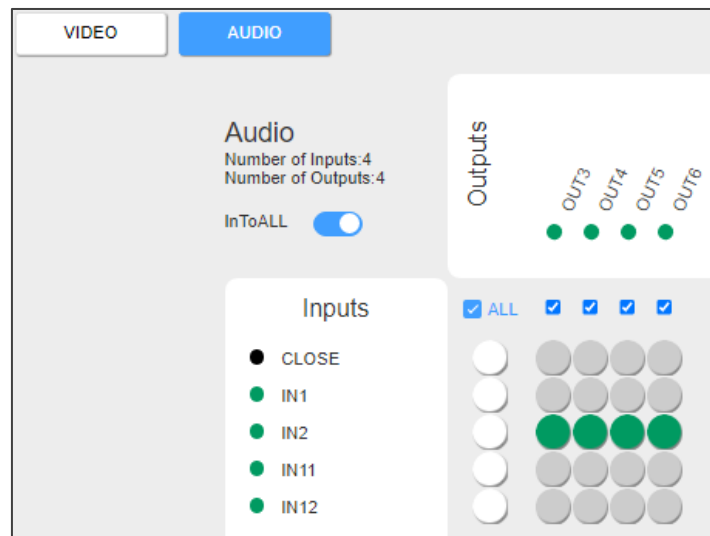 VIDEO
AUDIO
Audio
Number of Inputs:4
Number of Outputs:4
InToALL
Outputs
OUT3
OUT4
OUT5
OUT6
Inputs
ALL
CLOSE
IN1
IN2
IN11
IN12